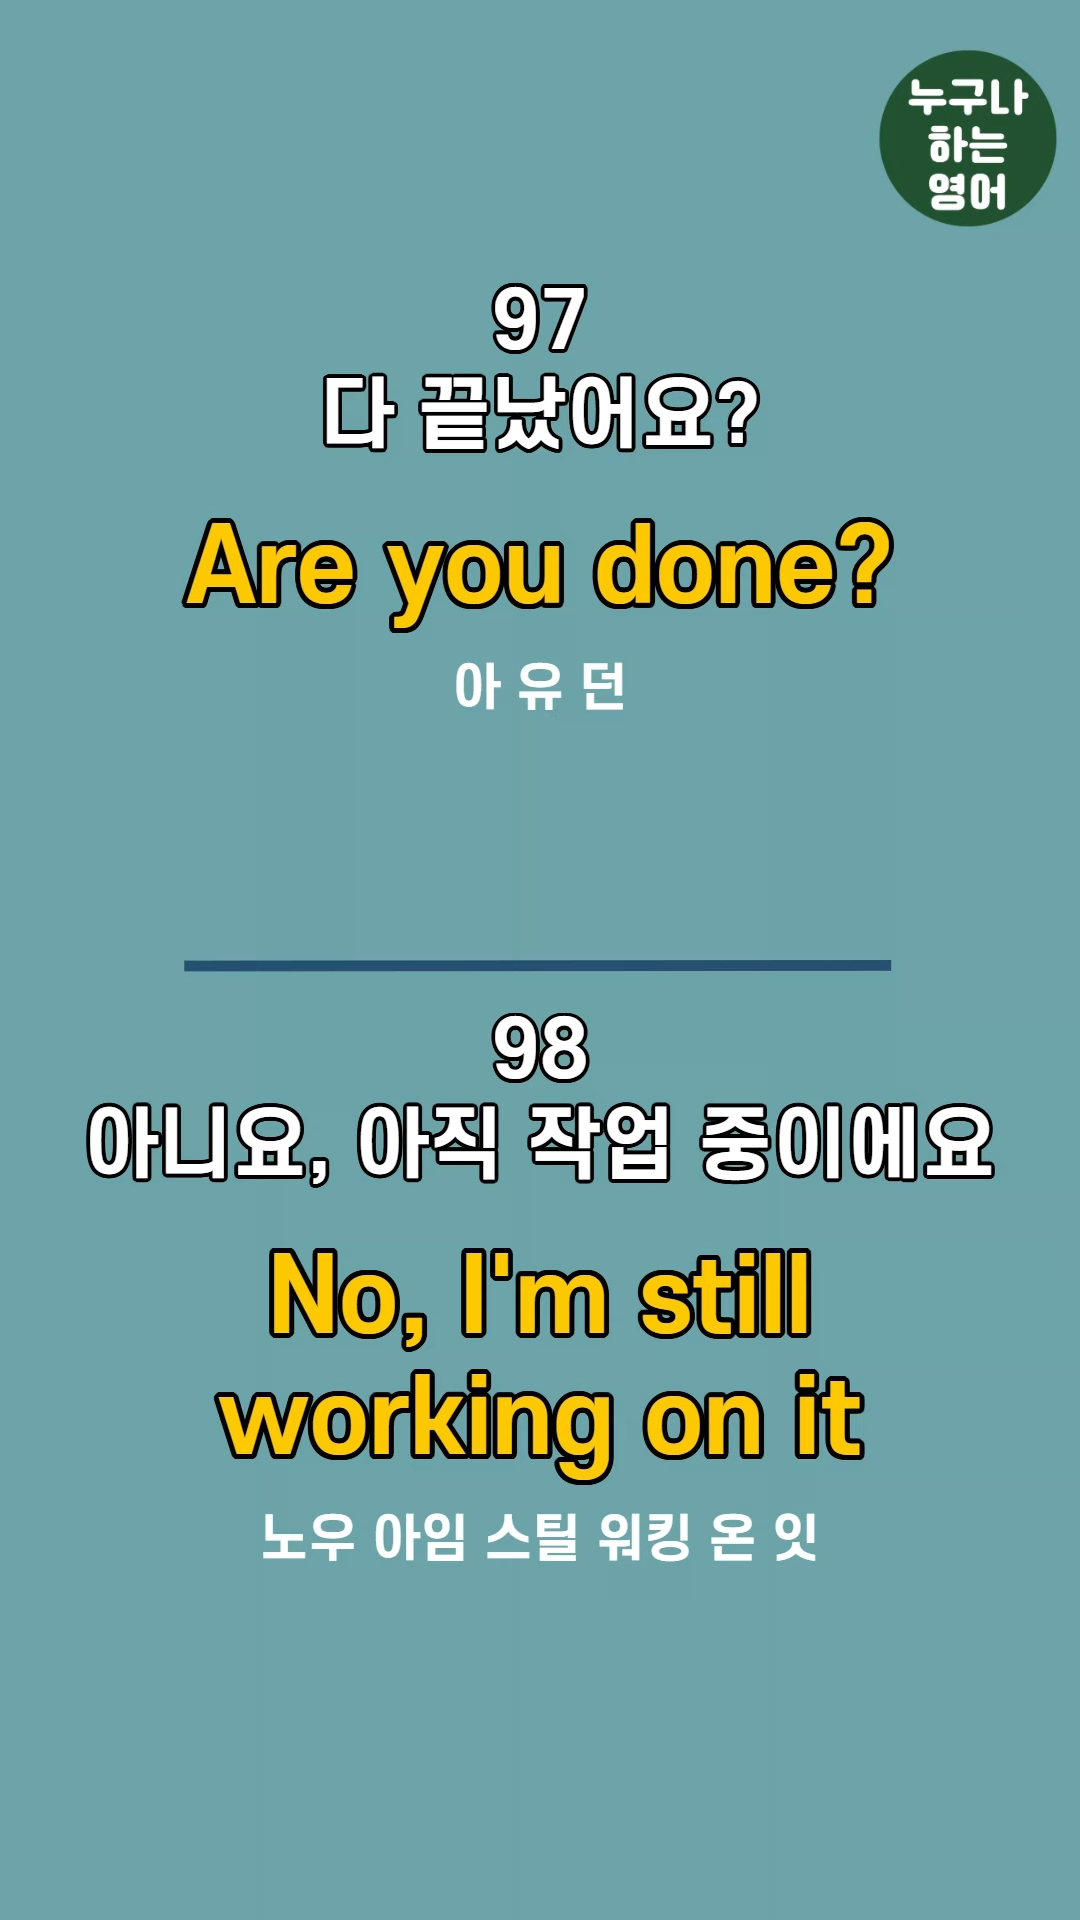 누구나
하는
영어
97
다 끝났어요?
Are you done?
아 유 던
98
아니요, 아직 작업 중이에요
No, I'm still
working on it
노우 아임 스틸 워킹 온 잇